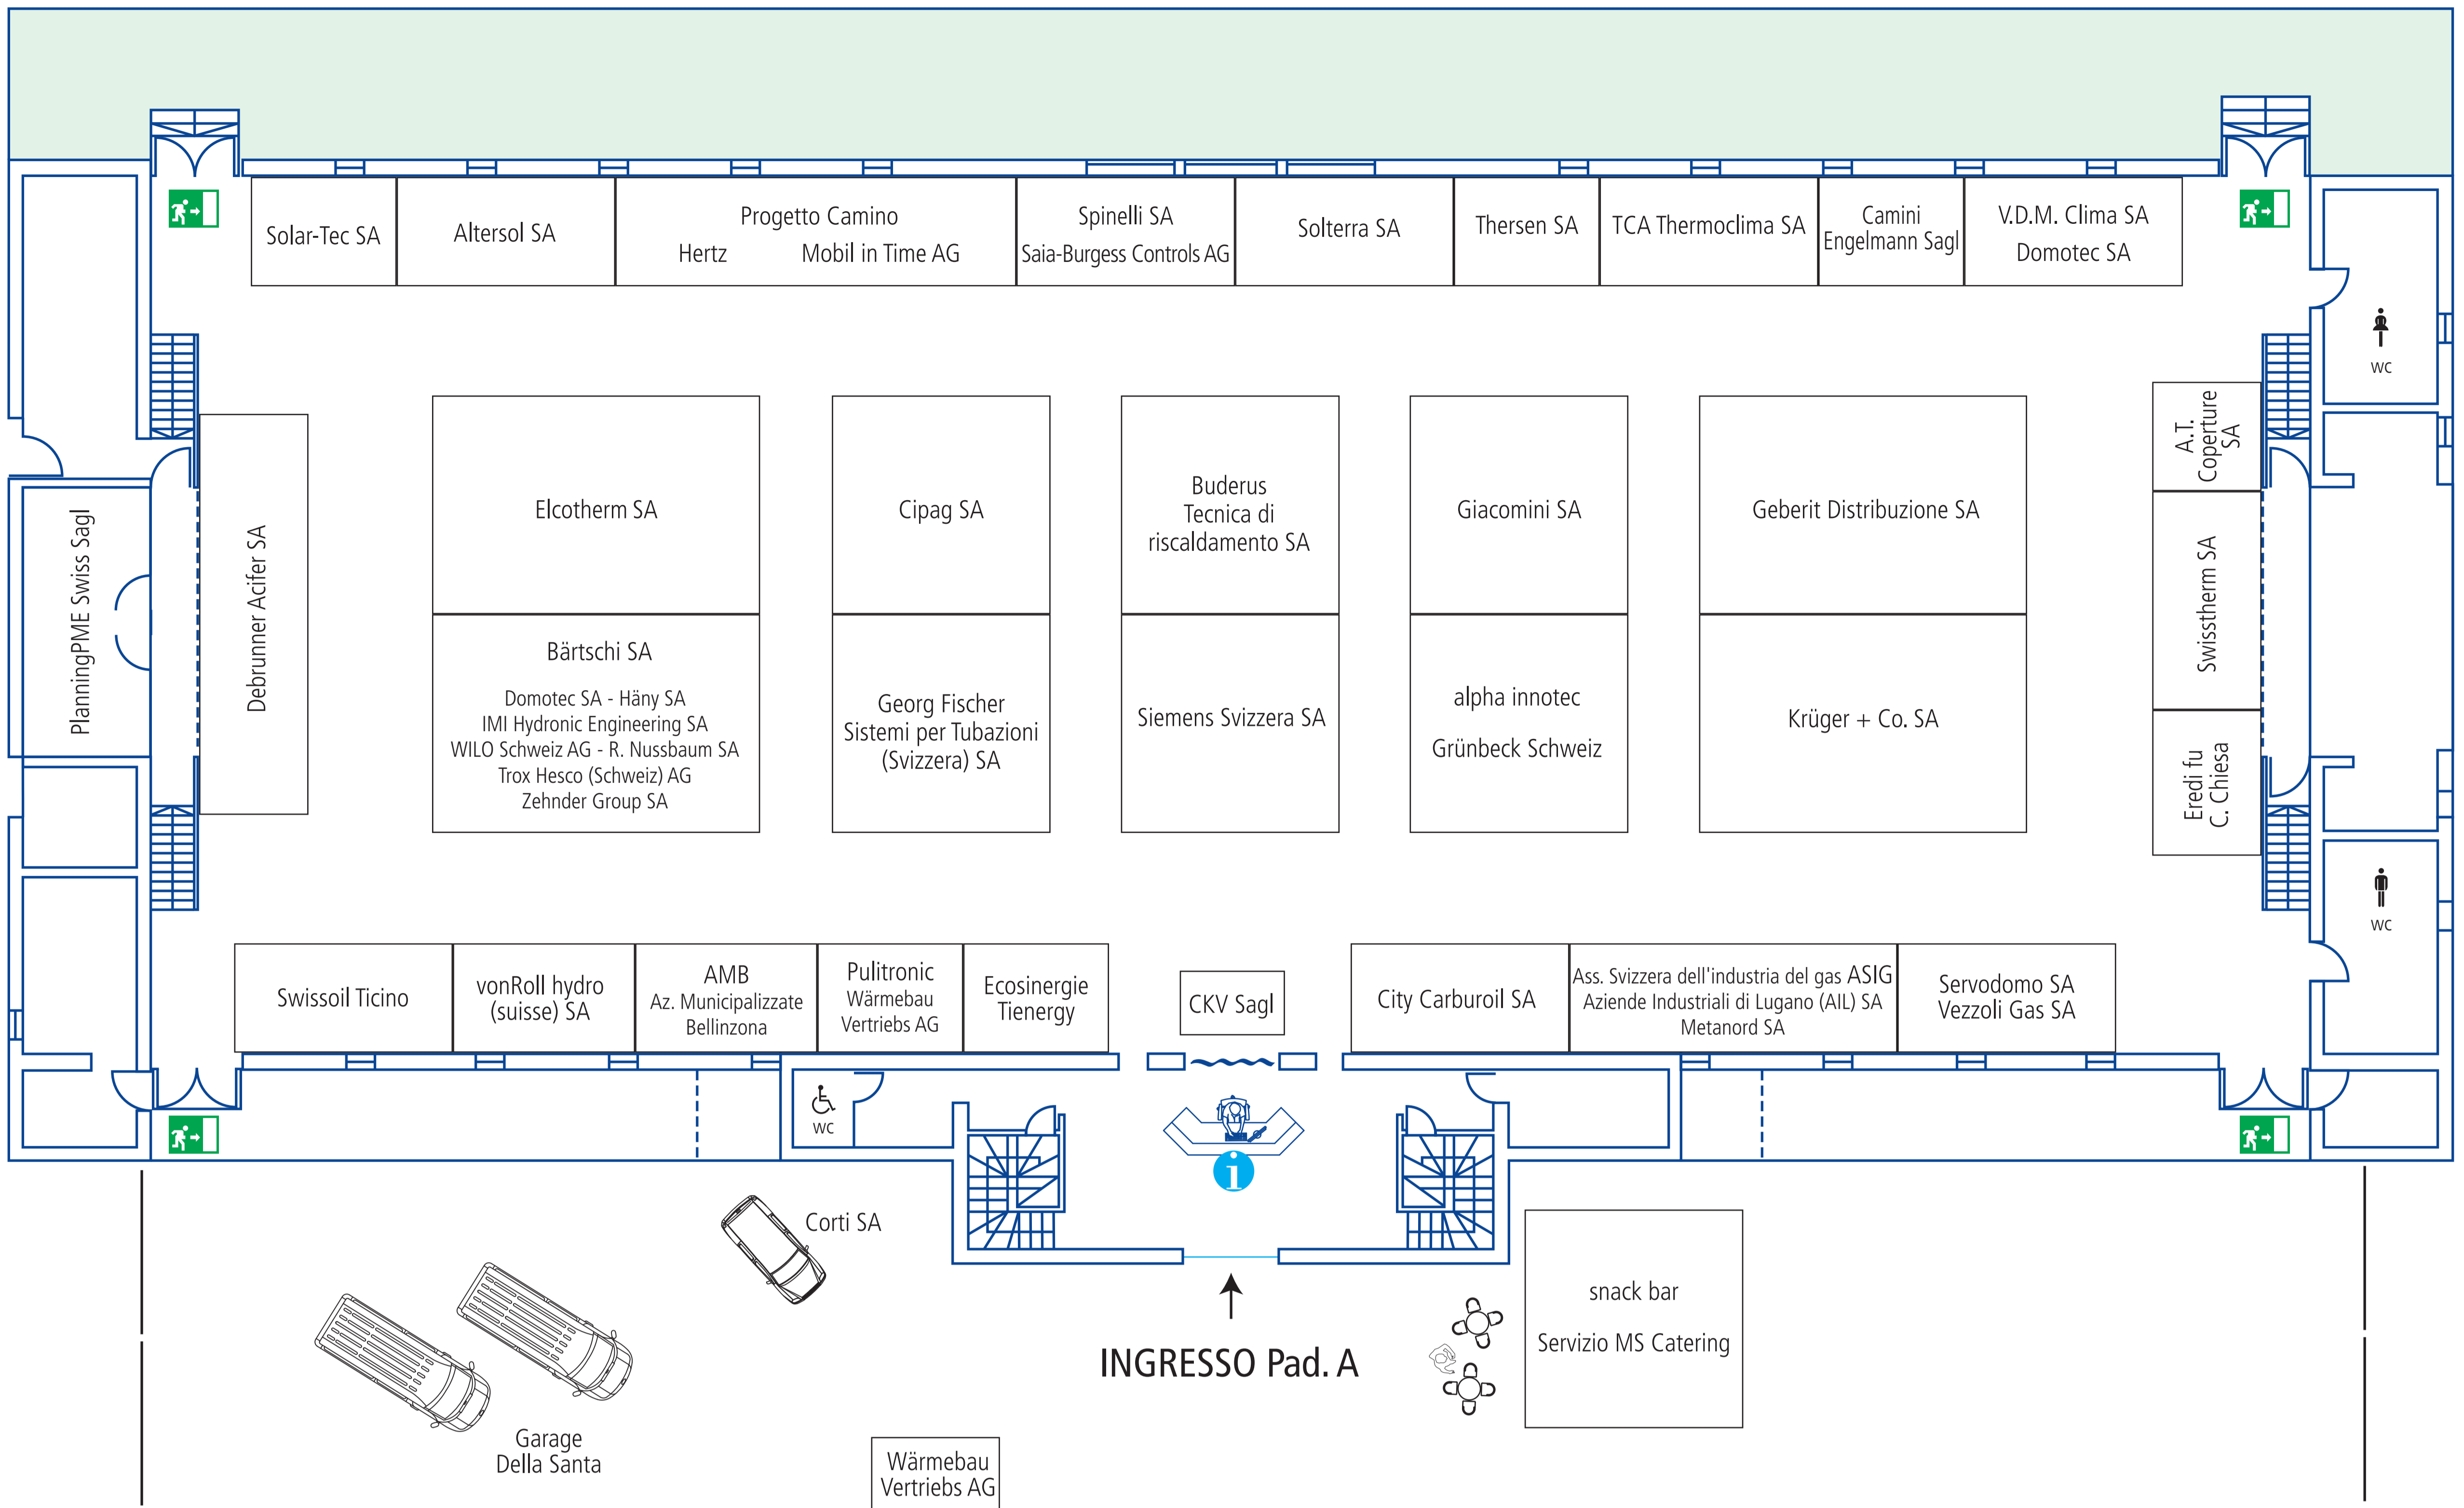 Solar-Tec SA
Altersol SA
Progetto Camino
Hertz Mobil in Time AG
Spinelli SA
Saia-Burgess Controls AG
Solterra SA
Thersen SA
TCA Thermoclima SA
Camini
Engelmann Sagl
V.D.M. Clima SA
Domotec SA
WC
PlanningPME Swiss Sagl
Debrunner Acifer SA
Elcotherm SA
Cipag SA
Buderus
Tecnica di
riscaldamento SA
Giacomini SA
Geberit Distribuzione SA
A.T.
Coperture
SA
Swisstherm SA
Eredi fu
C. Chiesa
Bärtschi SA
Domotec SA - Häny SA
IMI Hydronic Engineering SA
WILO Schweiz AG - R. Nussbaum SA
Trox Hesco (Schweiz) AG
Zehnder Group SA
Georg Fischer
Sistemi per Tubazioni
(Svizzera) SA
Siemens Svizzera SA
alpha innotec
Grünbeck Schweiz
Krüger + Co. SA
WC
Swissoil Ticino
vonRoll hydro
(suisse) SA
AMB
Az. Municipalizzate
Bellinzona
Pulitronic
Wärmebau
Vertriebs AG
Ecosinergie
Tienergy
CKV Sagl
City Carburoil SA
Ass. Svizzera dell'industria del gas ASIG
Aziende Industriali di Lugano (AIL) SA
Metanord SA
Servodomo SA
Vezzoli Gas SA
WC
i
Corti SA
snack bar
Servizio MS Catering
INGRESSO Pad. A
Garage
Della Santa
Wärmebau
Vertriebs AG